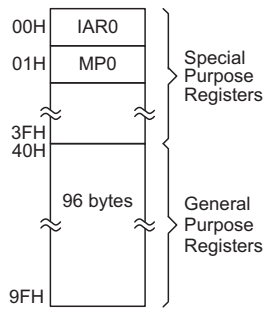 00H IAR0
01H MP0
Special
Purpose
Registers
3FH
40H
96 bytes
General
Purpose
Registers
9FH